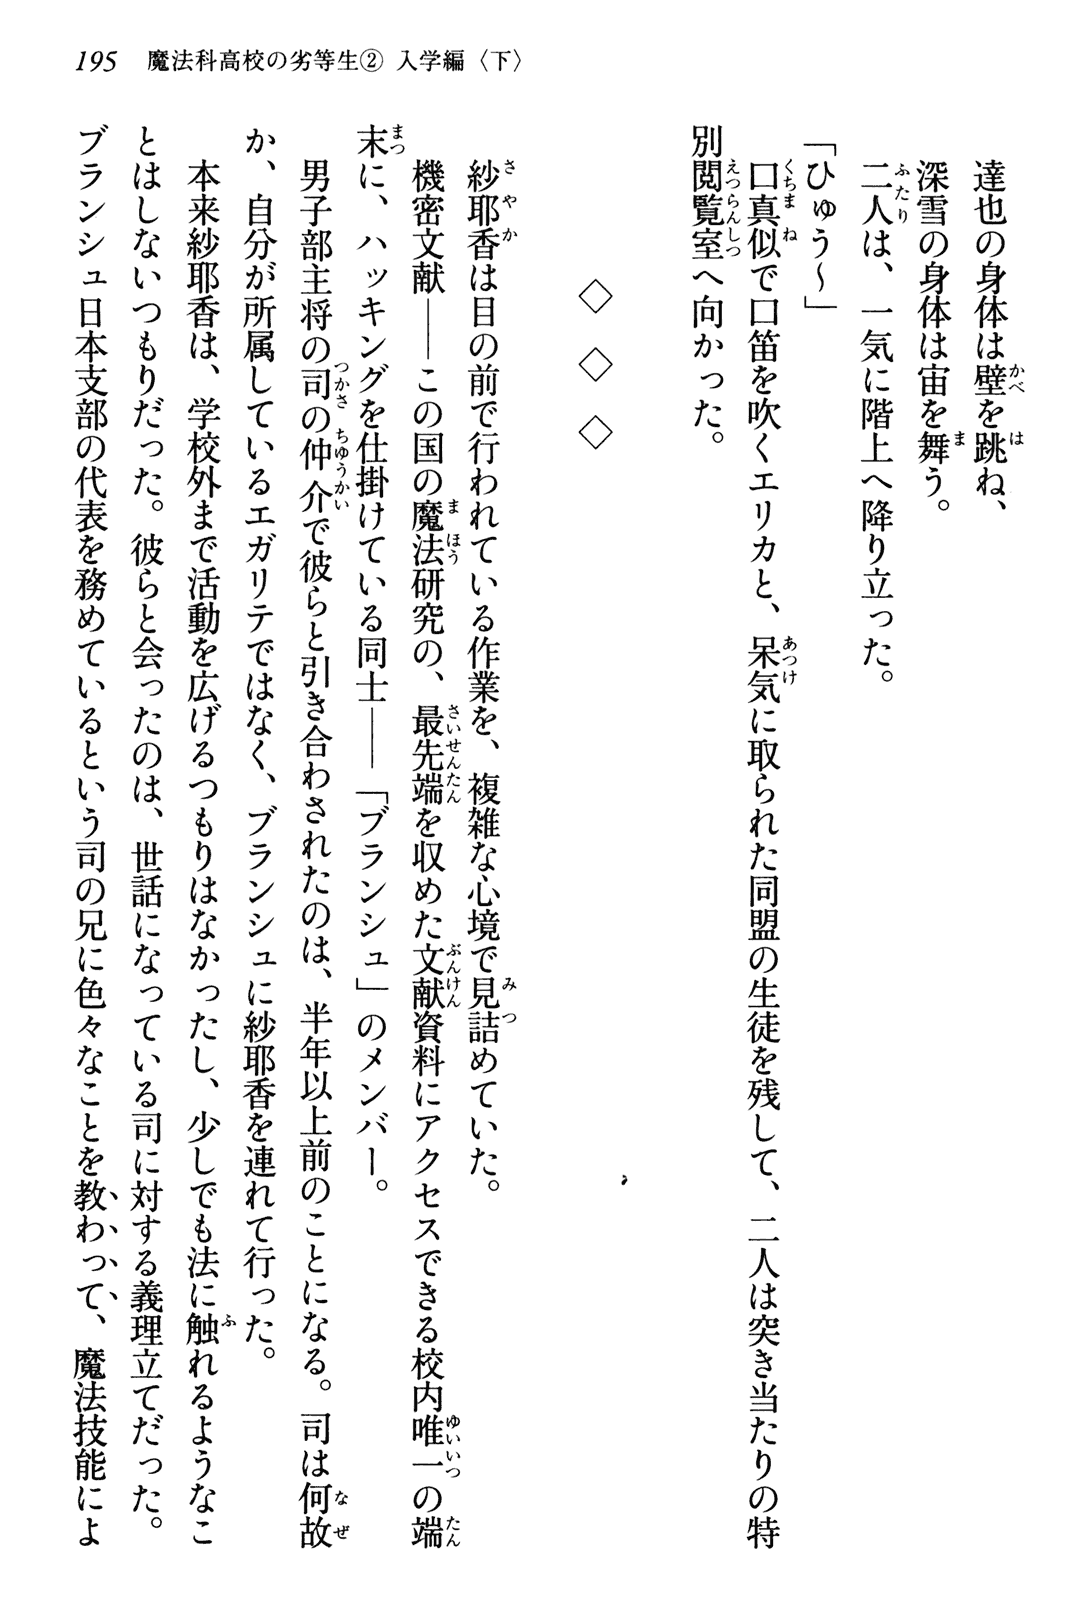 195 魔法科高校の劣等生② 入学編〈下〉
達也の身体は壁を跳ね、
深雪の身体は宙を舞う。
二人は、一気に階上へ降り立った。
「ひゅう～」
口真似で口笛を吹くエリカと、呆気に取られた同盟の生徒を残して、二人は突き当たりの特
別閲覧室へ向かった。
◇ ◇ ◇
紗耶香は目の前で行われている作業を、複雑な心境で見詰めていた。
機密文献――この国の魔法研究の、最先端を収めた文献資料にアクセスできる校内唯一の端
末に、ハッキングを仕掛けている同士――「ブランシュ」のメンバー。
男子部主将の司の仲介で彼らと引き合わされたのは、半年以上前のことになる。司は何故
か、自分が所属しているエガリテではなく、ブランシュに紗耶香を連れて行った。
本来紗耶香は、学校外まで活動を広げるつもりはなかったし、少しでも法に触れるようなこ
とはしないつもりだった。彼らと会ったのは、世話になっている司に対する義理立てだった。
ブランシュ日本支部の代表を務めているという司の兄に色々なことを教わって、魔法技能によ